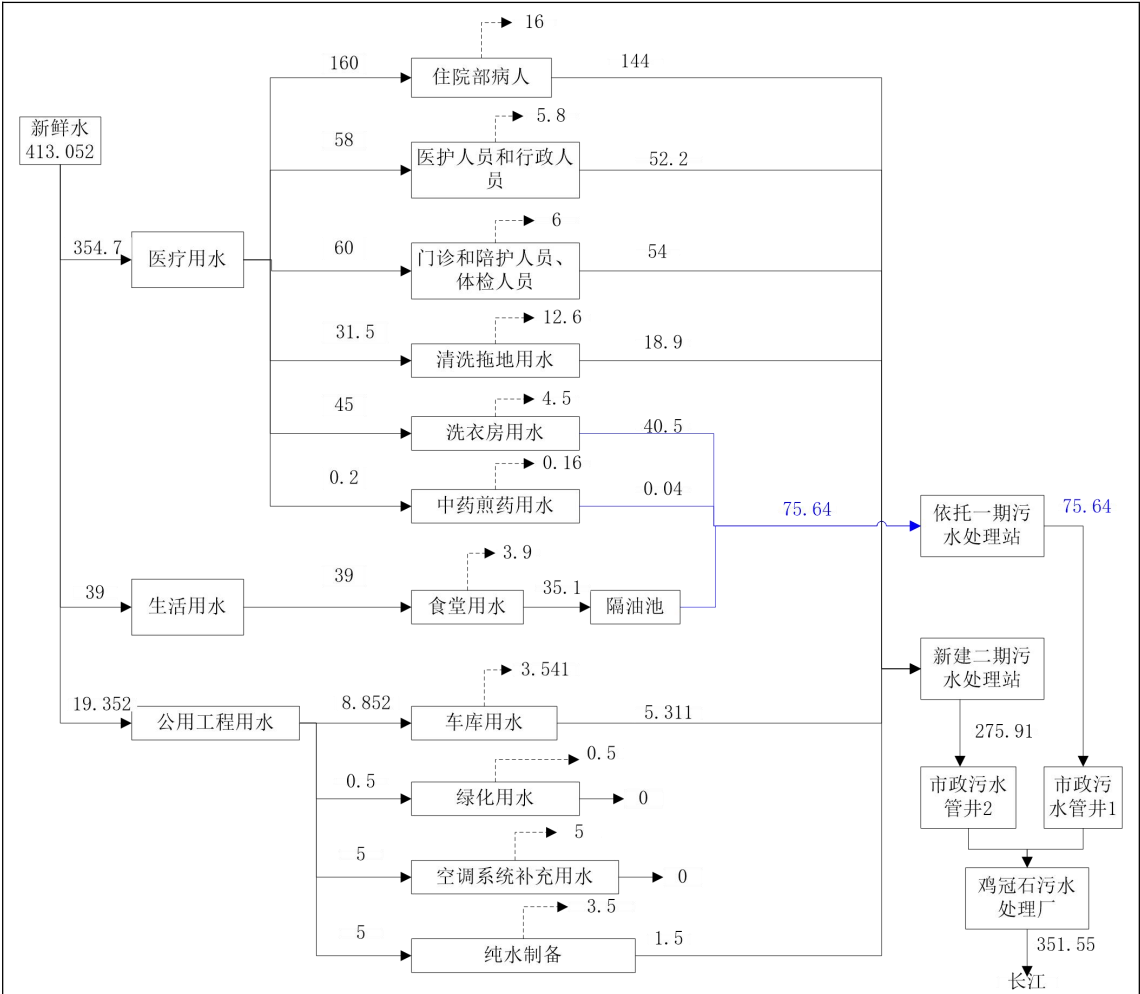 16
160
住院部病人
144
新鲜水
413.052
5.8
58
医护人员和行政人
员
52.2
6
354.7
医疗用水
60
门诊和陪护人员、
体检人员
54
12.6
31.5
清洗拖地用水
18.9
4.5
45
洗衣房用水
40.5
0.16
0.2
中药煎药用水
0.04
75.64
依托一期污
水处理站
75.64
3.9
39
生活用水
39
食堂用水
35.1
隔油池
新建二期污
水处理站
3.541
19.352
公用工程用水
8.852
车库用水
5.311
275.91
0.5
0.5
绿化用水
0
市政污水
管井2
市政污
水管井1
5
5
空调系统补充用水
0
鸡冠石污水
处理厂
3.5
5
纯水制备
1.5
351.55
长江